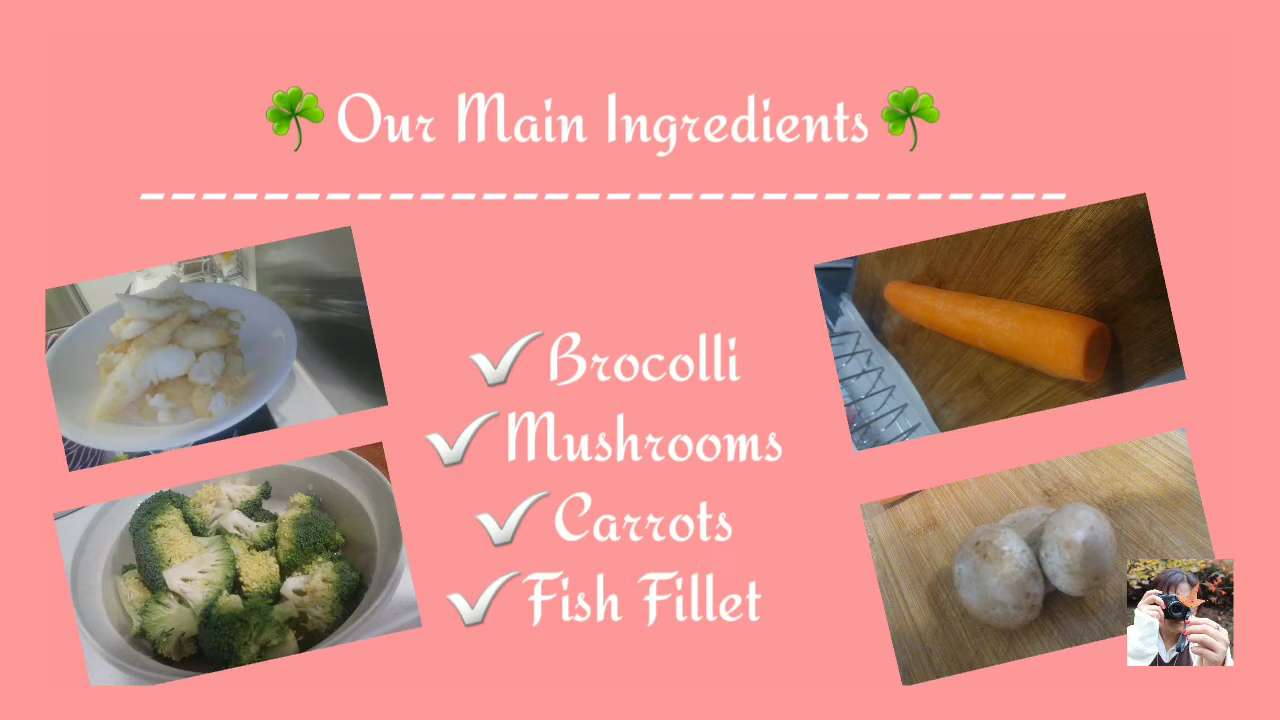 ☘️Our Main Ingredients☘️
------------------------------
✔Brocolli
✔Mushrooms
✔Carrots
✔Fish Fillet